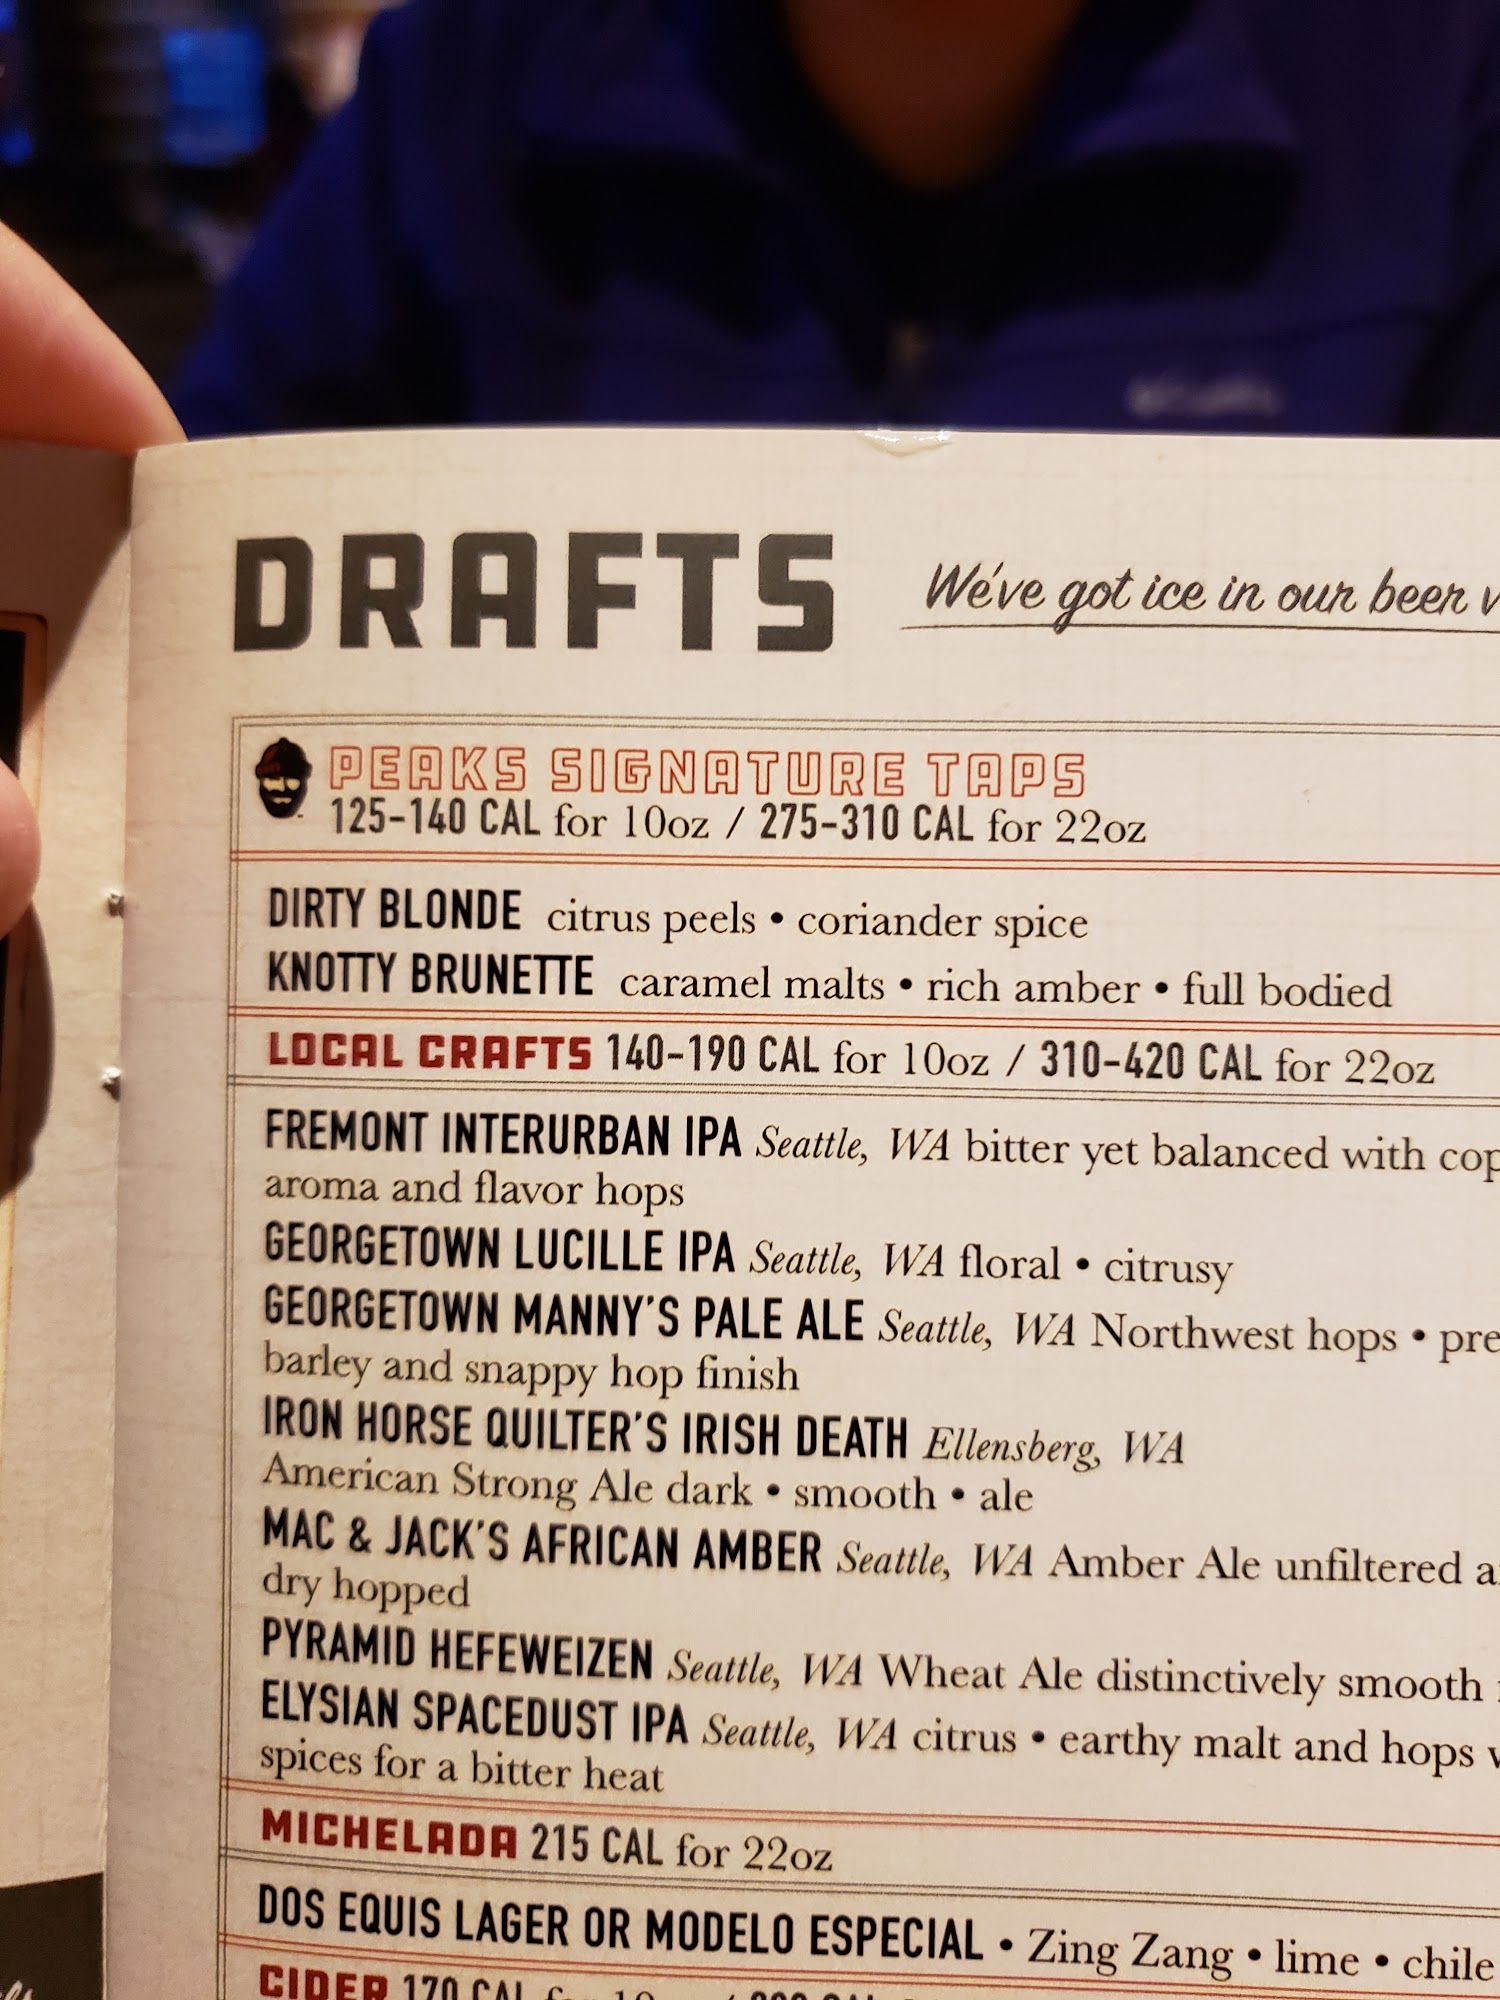 DRAFTS
We've got ice in our beer
PEAKS SIGNATURE TAPS
125-140 CAL for 10oz / 275-310 CAL for 22oz
DIRTY BLONDE citrus peels • coriander spice
KNOTTY BRUNETTE caramel malts • rich amber • full bodied
LOCAL CRAFTS 140-190 CAL for 10oz / 310-420 CAL for 22oz
FREMONT INTERURBAN IPA Seattle, WA bitter yet balanced with cop
aroma and flavor hops
GEORGETOWN LUCILLE IPA Seattle, WA floral • citrusy
GEORGETOWN MANNY'S PALE ALE Seattle, WA Northwest hops • pre
barley and snappy hop finish
IRON HORSE QUILTER'S IRISH DEATH Ellensberg, WA
American Strong Ale dark • smooth • ale
MAC & JACK'S AFRICAN AMBER Seattle, WA Amber Ale unfiltered a
dry hopped
PYRAMID HEFEWEIZEN Seattle, WA Wheat Ale distinctively smooth
ELYSIAN SPACEDUST IPA Seattle, WA citrus • earthy malt and hops
spices for a bitter heat
MICHELADA 215 CAL for 22oz
DOS EQUIS LAGER OR MODELO ESPECIAL • Zing Zang • lime • chile
CIDER 170 CAL